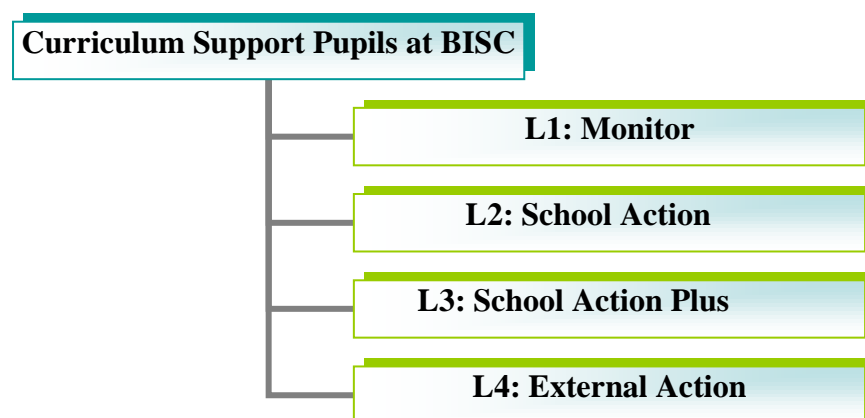 Curriculum Support Pupils at BISC
L1: Monitor
L2: School Action
L3: School Action Plus
L4: External Action